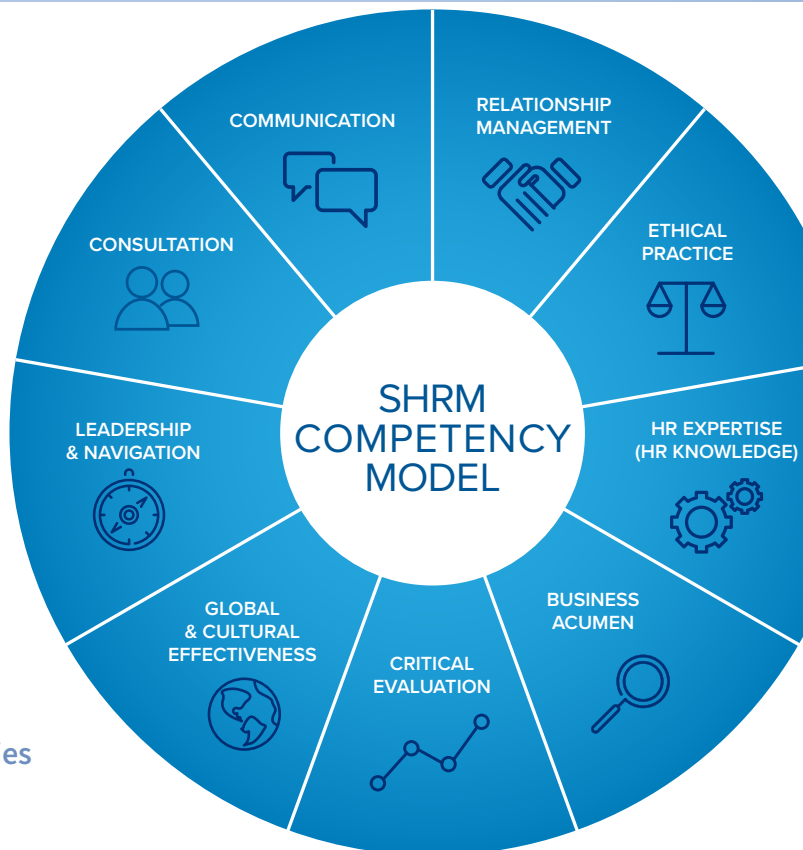 RELATIONSHIP
MANAGEMENT
COMMUNICATION
ETHICAL
PRACTICE
CONSULTATION
SHRM
COMPETENCY
MODEL
LEADERSHIP
& NAVIGATION
HR EXPERTISE
(HR KNOWLEDGE)
BUSINESS
ACUMEN
GLOBAL
& CULTURAL
EFFECTIVENESS
CRITICAL
EVALUATION